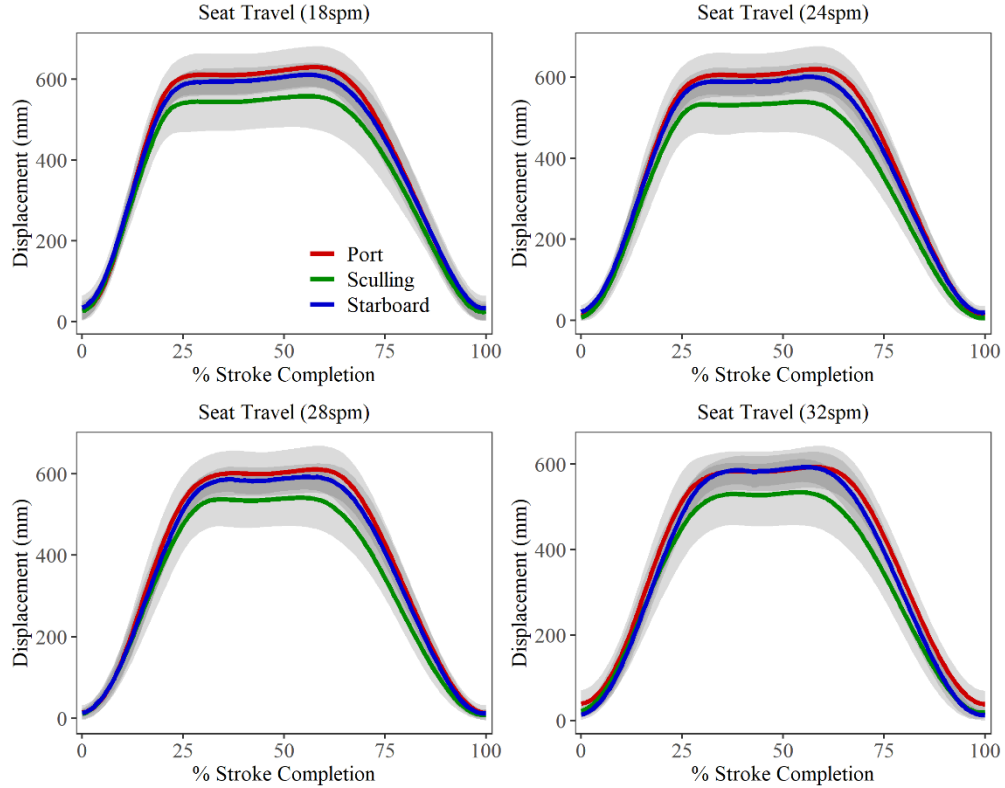 Seat Travel (18spm)
600
400
200
0
Displacement (mm)
Port
Sculling
Starboard
0 25 50 75 100
% Stroke Completion
Seat Travel (24spm)
600
400
200
0
Displacement (mm)
0 25 50 75 100
% Stroke Completion
Seat Travel (28spm)
600
400
200
0
Displacement (mm)
0 25 50 75 100
% Stroke Completion
Seat Travel (32spm)
600
400
200
0
Displacement (mm)
0 25 50 75 100
% Stroke Completion